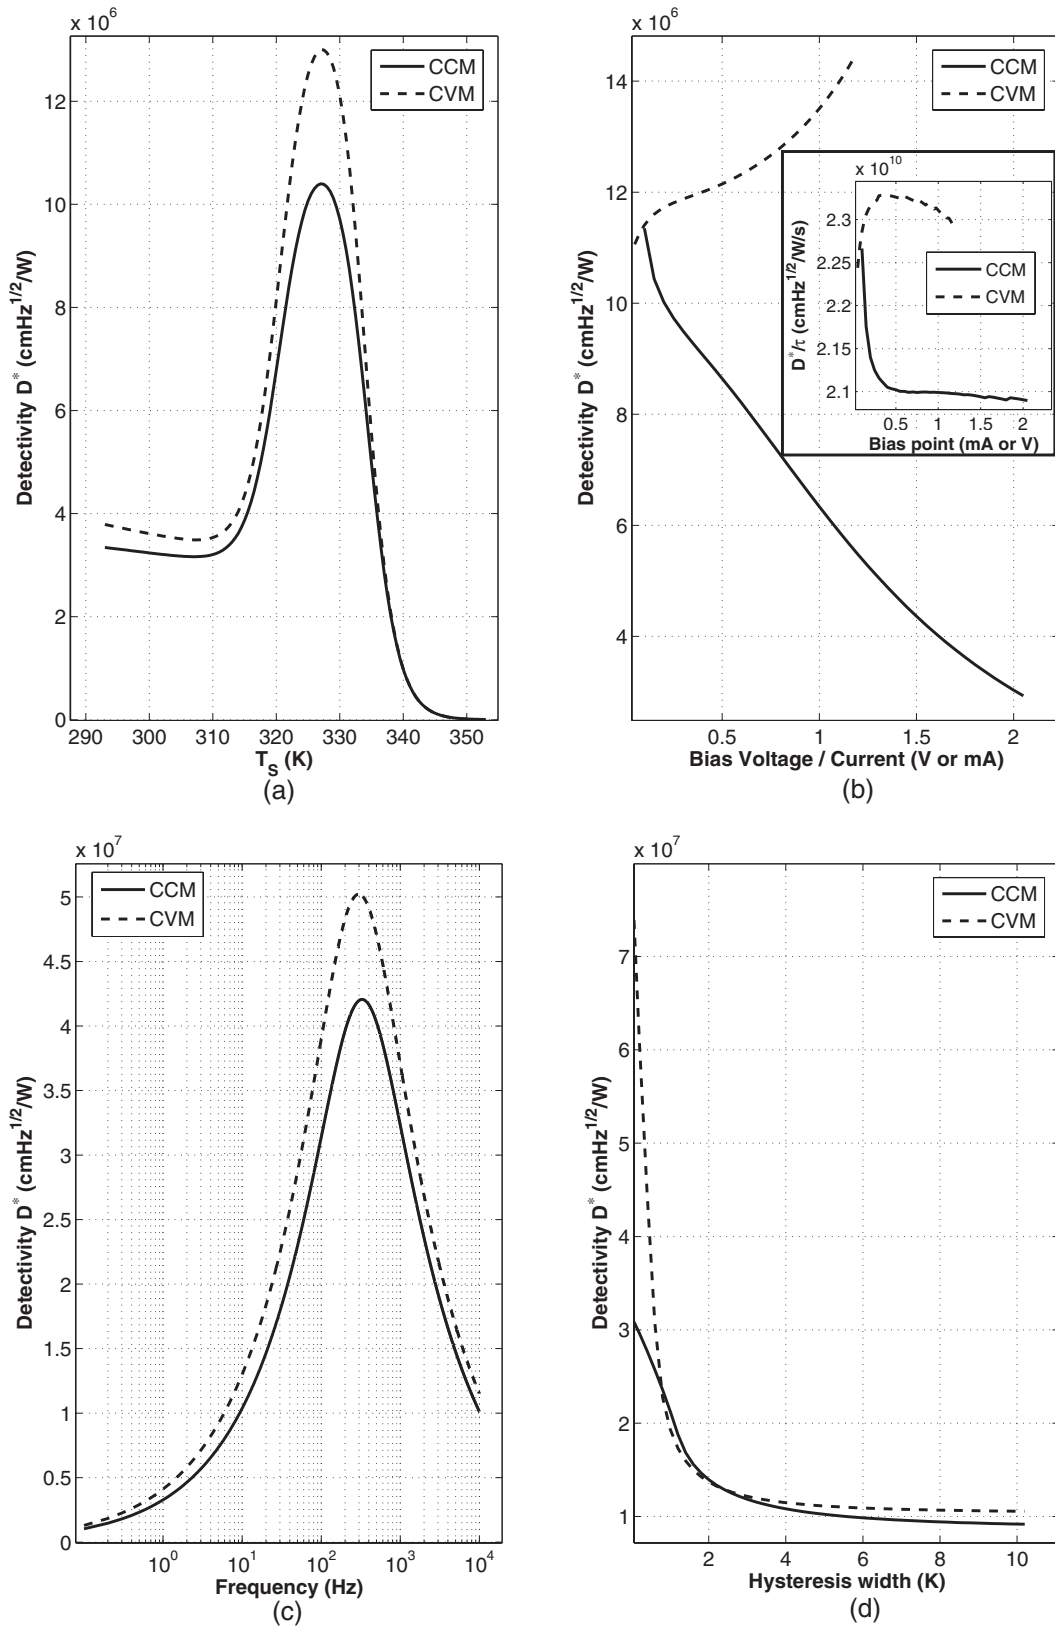 x 10^6
CCM
CVM
12
10
8
6
4
2
0
290 300 310 320 330 340 350
Detectivity D* (cmHz^1/2/W)
T_S (K)
(a)
x 10^6
CCM
CVM
14
12
10
8
6
4
0.5 1 1.5 2
Detectivity D* (cmHz^1/2/W)
Bias Voltage / Current (V or mA)
x 10^10
2.3
2.25
2.2
2.15
2.1
0.5 1 1.5 2
D*/τ (cmHz^1/2/W/s)
CCM
CVM
Bias point (mA or V)
(b)
x 10^7
CCM
CVM
5
4.5
4
3.5
3
2.5
2
1.5
1
0.5
0
10^0 10^1 10^2 10^3 10^4
Detectivity D* (cmHz^1/2/W)
Frequency (Hz)
(c)
x 10^7
CCM
CVM
7
6
5
4
3
2
1
2 4 6 8 10
Detectivity D* (cmHz^1/2/W)
Hysteresis width (K)
(d)